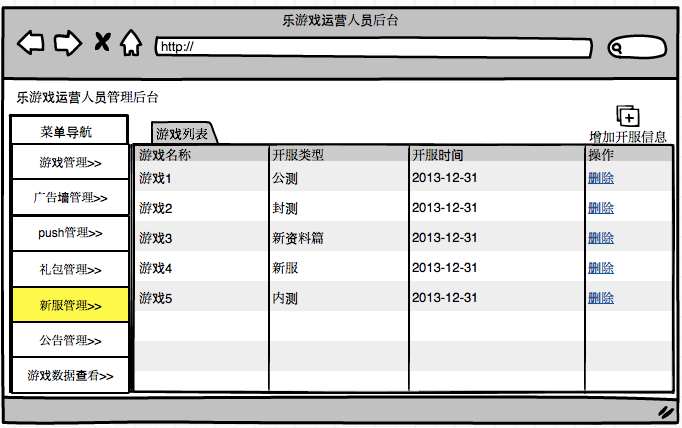 乐游戏运营人员后台
http://
乐游戏运营人员管理后台
增加开服信息
菜单导航
游戏列表
游戏名称 开服类型 开服时间 操作
游戏管理>>
游戏1 公测 2013-12-31 删除
广告墙管理>>
游戏2 封测 2013-12-31 删除
push管理>>
游戏3 新资料篇 2013-12-31 删除
礼包管理>>
游戏4 新服 2013-12-31 删除
新服管理>>
游戏5 内测 2013-12-31 删除
公告管理>>
游戏数据查看>>